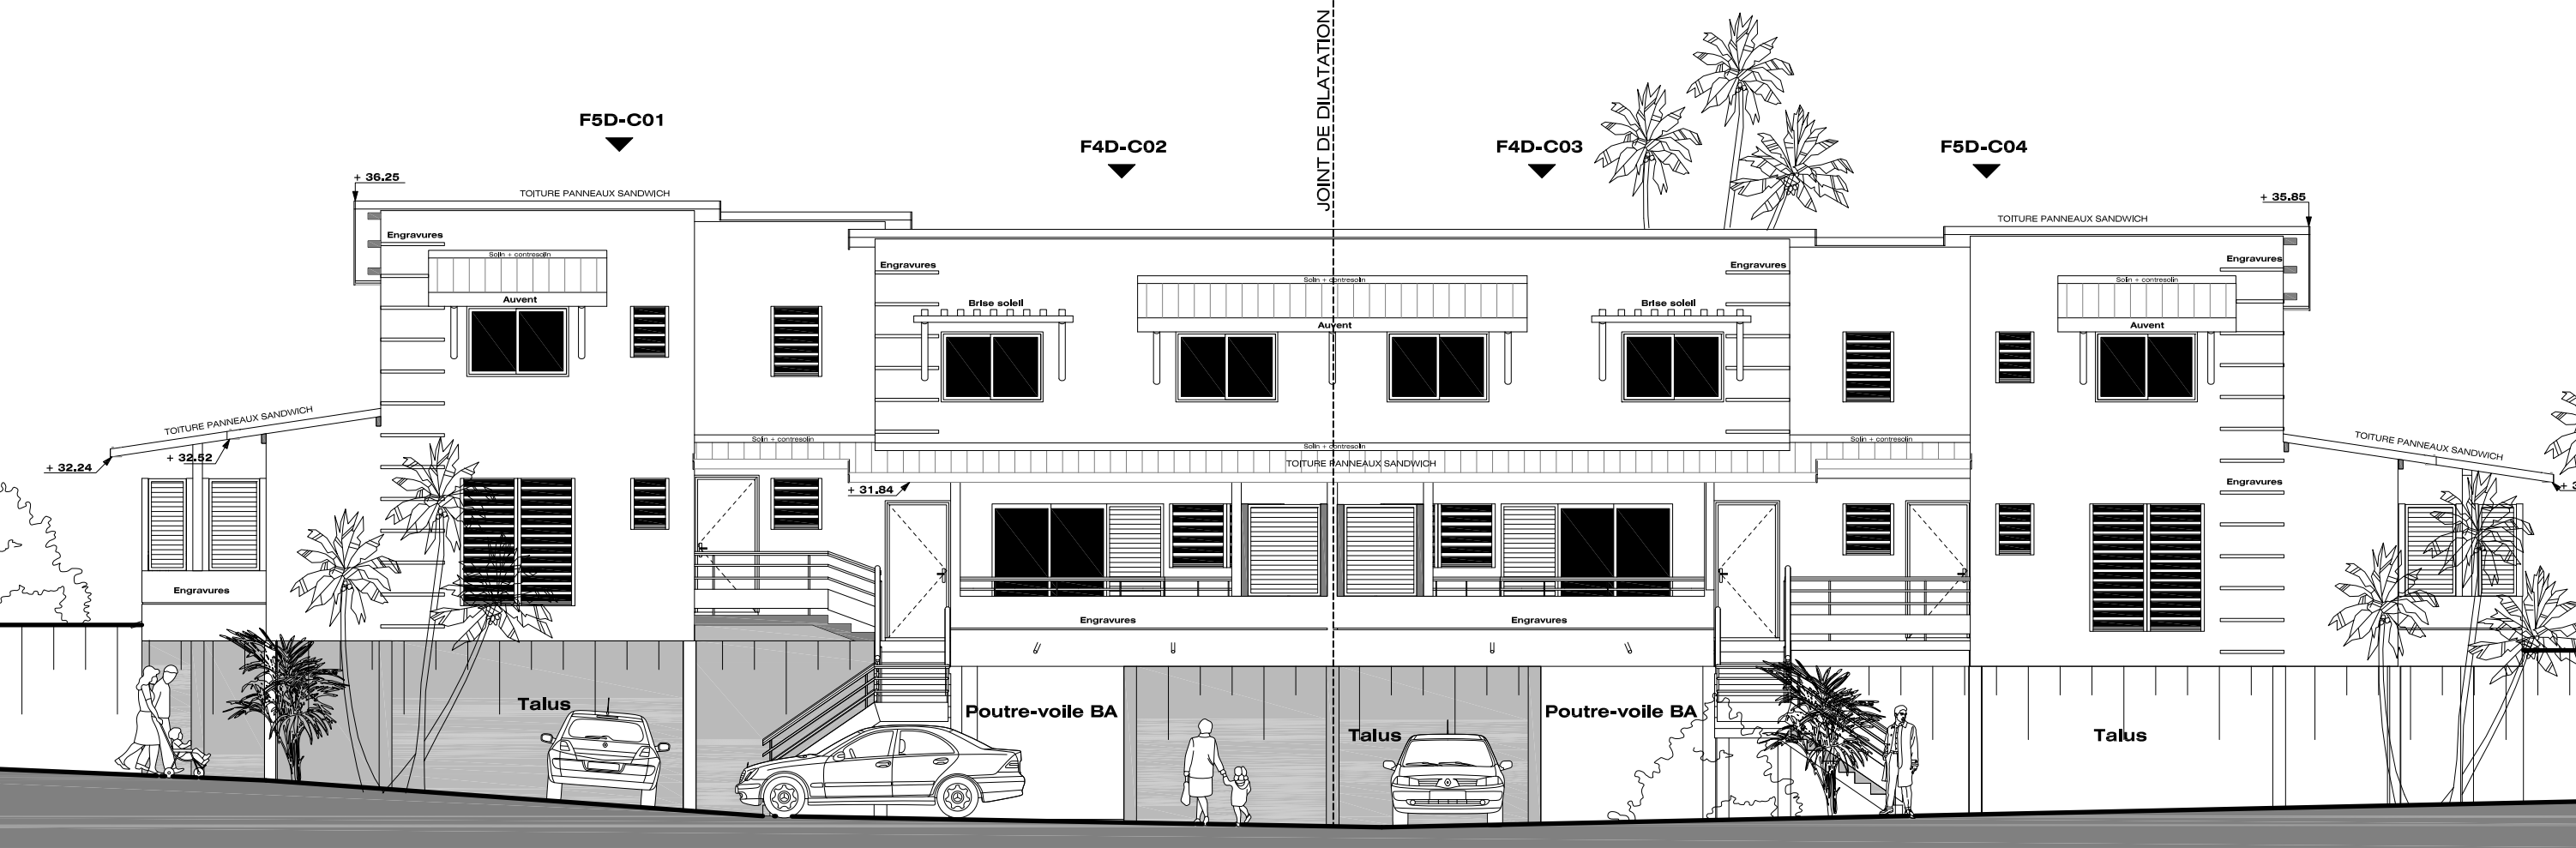 JOINT DE DILATATION
F5D-C01
F4D-C02
F4D-C03
F5D-C04
+ 36.25
TOITURE PANNEAUX SANDWICH
TOITURE PANNEAUX SANDWICH
+ 35.85
Engravures
Solin + contresolin
Auvent
Engravures
Brise soleil
Solin + contresolin
Auvent
Engravures
Brise soleil
Solin + contresolin
Auvent
Engravures
TOITURE PANNEAUX SANDWICH
+ 32.24
+ 32.52
Solin + contresolin
Solin + contresolin
TOITURE PANNEAUX SANDWICH
Solin + contresolin
TOITURE PANNEAUX SANDWICH
+ 31.84
Engravures
Engravures
Engravures
Engravures
Talus
Poutre-voile BA
Talus
Poutre-voile BA
Talus